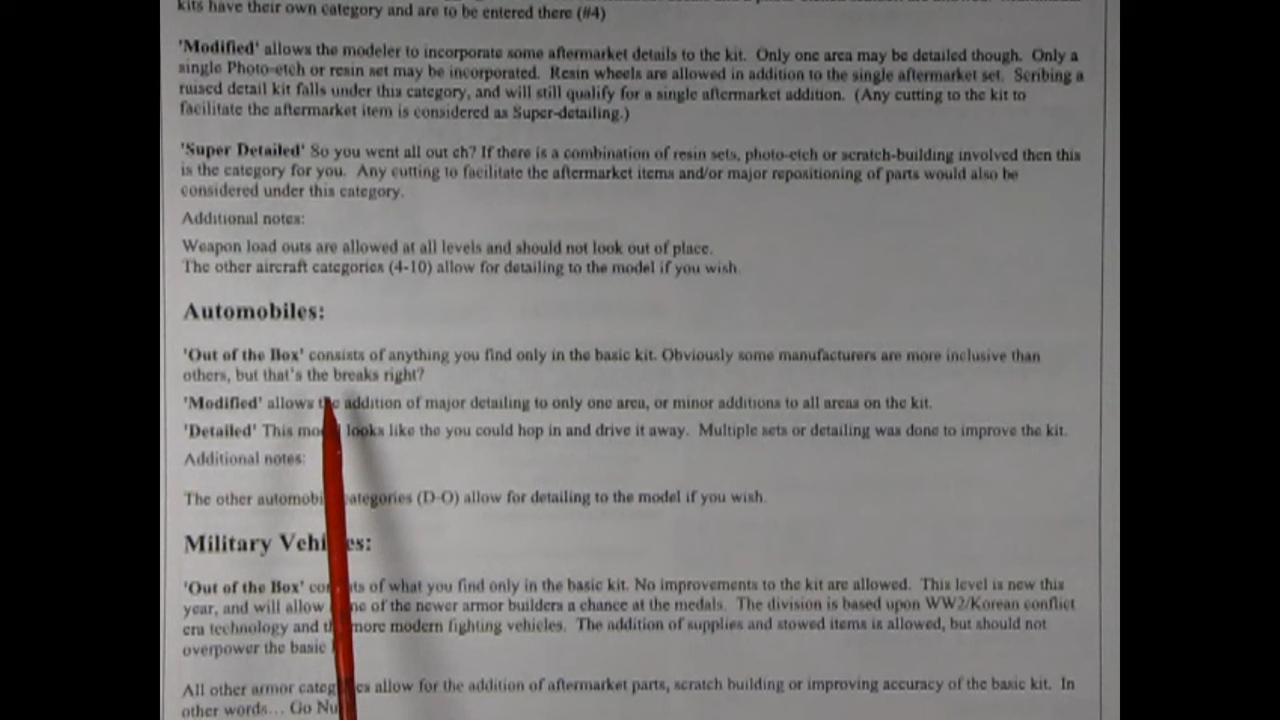 kits have their own category and are to be entered there (#4)
'Modified' allows the modeler to incorporate some aftermarket details to the kit. Only one area may be detailed though. Only a
single Photo-etch or resin set may be incorporated. Resin wheels are allowed in addition to the single aftermarket set. Scribing a
raised detail kit falls under this category, and will still qualify for a single aftermarket addition. (Any cutting to the kit to
facilitate the aftermarket item is considered as Super-detailing.)
'Super Detailed' So you went all out eh? If there is a combination of resin sets, photo-etch or scratch-building involved then this
is the category for you. Any cutting to facilitate the aftermarket items and/or major repositioning of parts would also be
considered under this category.
Additional notes:
Weapon load outs are allowed at all levels and should not look out of place.
The other aircraft categories (4-10) allow for detailing to the model if you wish.
Automobiles:
'Out of the Box' consists of anything you find only in the basic kit. Obviously some manufacturers are more inclusive than
others, but that's the breaks right?
'Modified' allows the addition of major detailing to only one area, or minor additions to all areas on the kit.
'Detailed' This looks like the you could hop in and drive it away. Multiple sets or detailing was done to improve the kit.
Additional notes:
The other categories (D-O) allow for detailing to the model if you wish.
Military
'Out of the Box' of what you find only in the basic kit. No improvements to the kit are allowed. This level is new this
year, and will allow of the newer armor builders a chance at the medals. The division is based upon WW2/Korean conflict
era technology and more modern fighting vehicles. The addition of supplies and stowed items is allowed, but should not
overpower the basic
All other armor allow for the addition of aftermarket parts, scratch building or improving accuracy of the basic kit. In
other words... Go